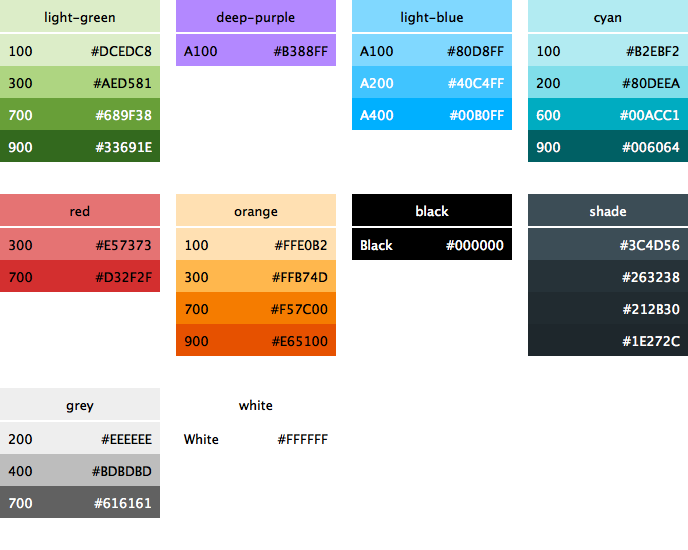 light-green
100 #DCEDC8
300 #AED581
700 #689F38
900 #33691E
deep-purple
A100 #B388FF
light-blue
A100 #80D8FF
A200 #40C4FF
A400 #00B0FF
cyan
100 #B2EBF2
200 #80DEEA
600 #00ACC1
900 #006064
red
300 #E57373
700 #D32F2F
orange
100 #FFE0B2
300 #FFB74D
700 #F57C00
900 #E65100
black
Black #000000
shade
#3C4D56
#263238
#212B30
#1E272C
grey
200 #EEEEEE
400 #BDBDBD
700 #616161
white
White #FFFFFF